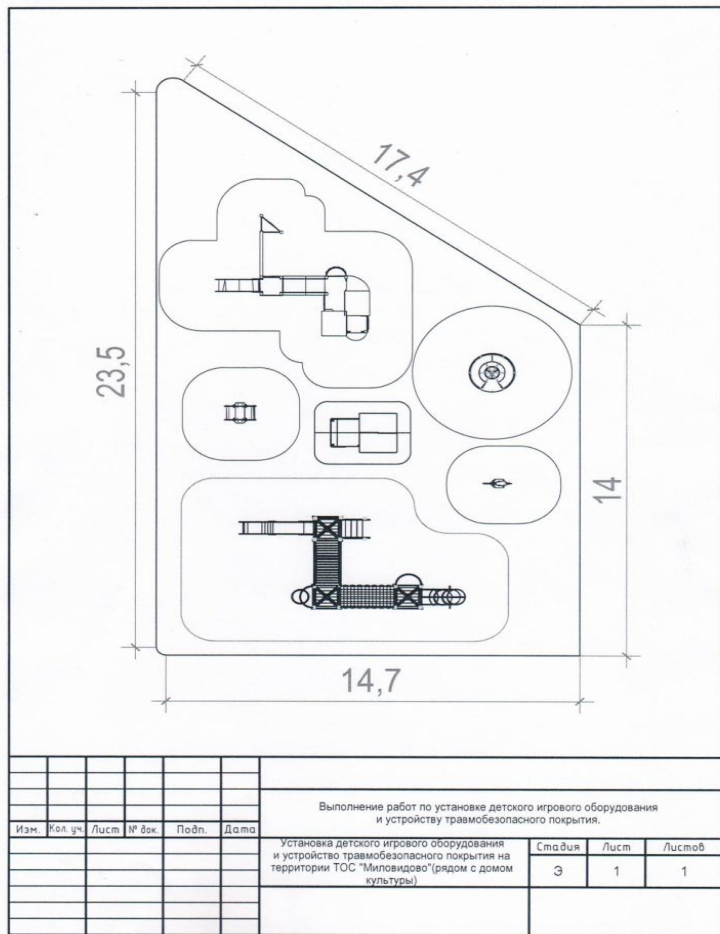 17,4
23,5
14
14,7
Выполнение работ по установке детского игрового оборудования
и устройству травмобезопасного покрытия.
Изм. Кол. уч. Лист № док. Подп. Дата
Установка детского игрового оборудования
и устройство травмобезопасного покрытия на
территории ТОС "Миловидово"(рядом с домом
культуры)
Стадия Лист Листов
Э 1 1